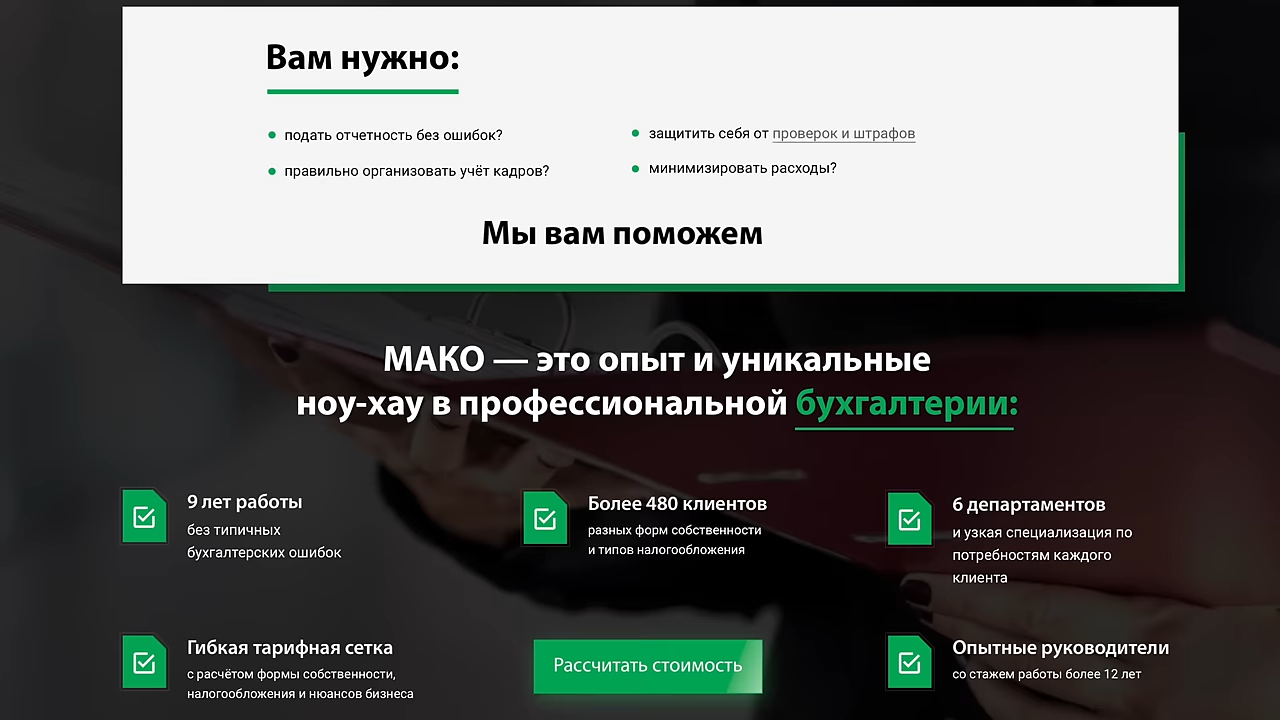 Вам нужно:
подать отчетность без ошибок?
защитить себя от проверок и штрафов
правильно организовать учёт кадров?
минимизировать расходы?
Мы вам поможем
МАКО — это опыт и уникальные
ноу-хау в профессиональной бухгалтерии:
9 лет работы
без типичных
бухгалтерских ошибок
Более 480 клиентов
разных форм собственности
и типов налогообложения
6 департаментов
и узкая специализация по
потребностям каждого
клиента
Гибкая тарифная сетка
с расчётом формы собственности,
налогообложения и нюансов бизнеса
Рассчитать стоимость
Опытные руководители
со стажем работы более 12 лет